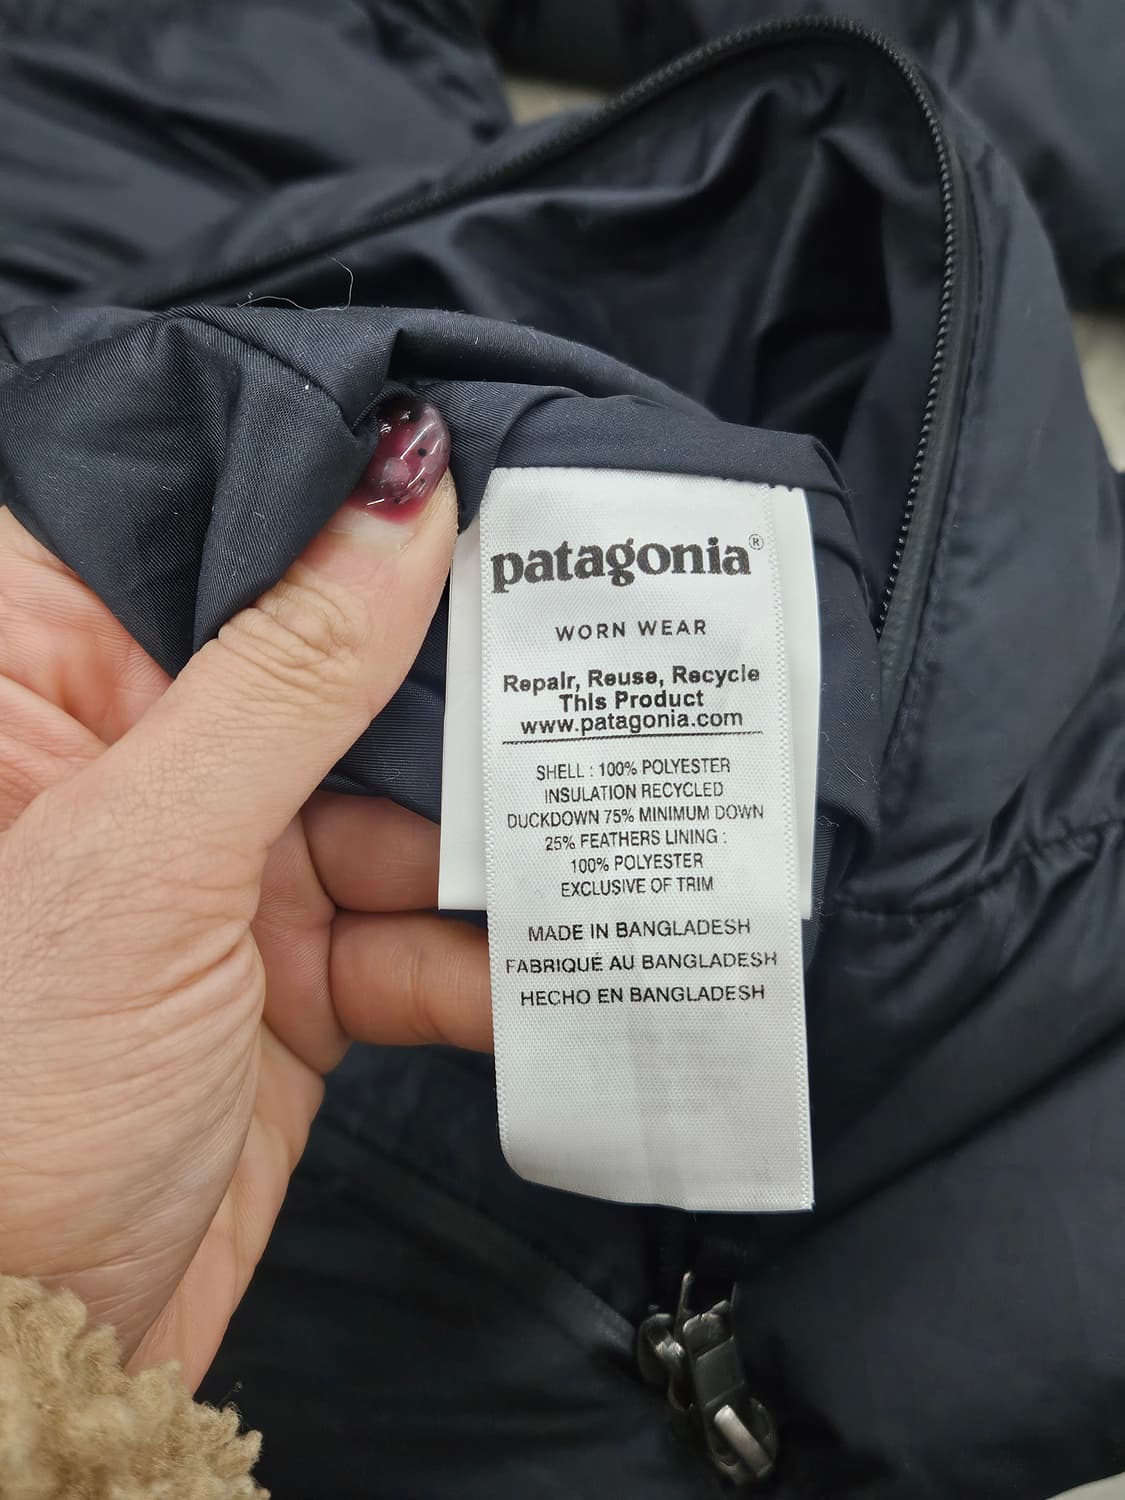 patagonia®
WORN WEAR
Repair, Reuse, Recycle
This Product
www.patagonia.com
SHELL : 100% POLYESTER
INSULATION RECYCLED
DUCKDOWN 75% MINIMUM DOWN
25% FEATHERS LINING :
100% POLYESTER
EXCLUSIVE OF TRIM
MADE IN BANGLADESH
FABRIQUÉ AU BANGLADESH
HECHO EN BANGLADESH